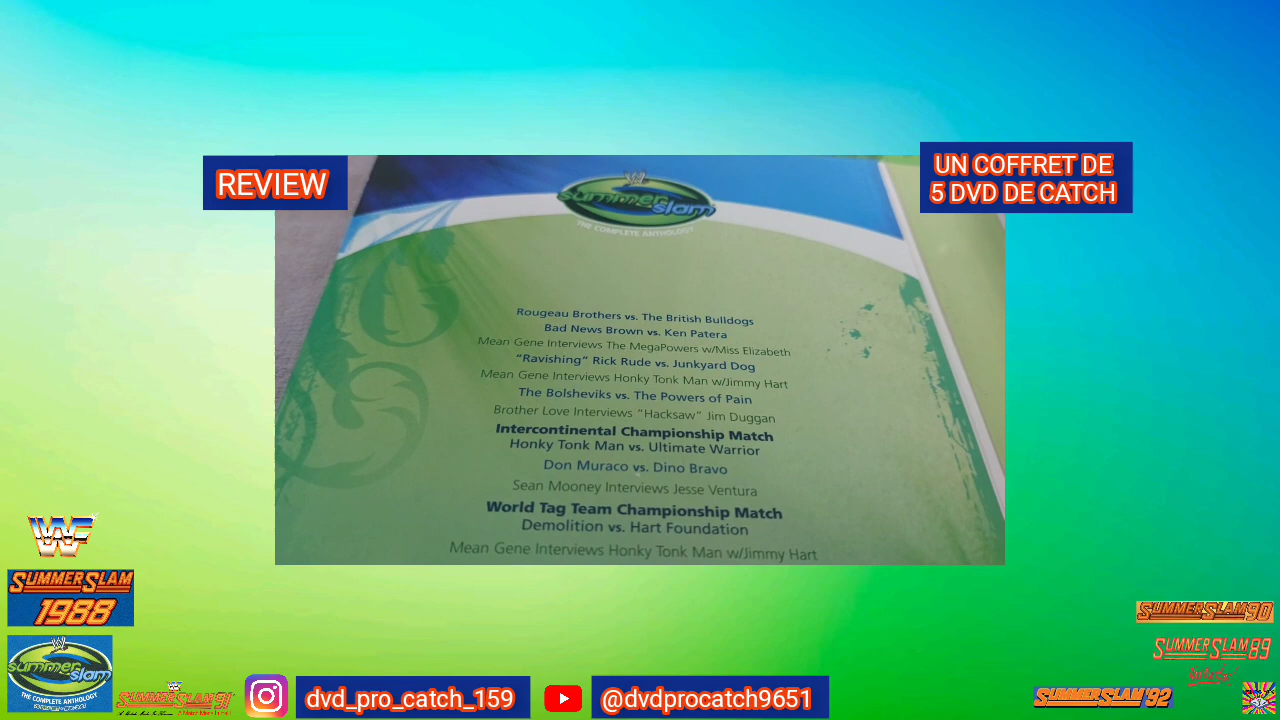 REVIEW
UN COFFRET DE
5 DVD DE CATCH
summer slam
THE COMPLETE ANTHOLOGY
Rougeau Brothers vs. The British Bulldogs
Bad News Brown vs. Ken Patera
Mean Gene Interviews The MegaPowers w/Miss Elizabeth
“Ravishing” Rick Rude vs. Junkyard Dog
Mean Gene Interviews Honky Tonk Man w/Jimmy Hart
The Bolsheviks vs. The Powers of Pain
Brother Love Interviews “Hacksaw” Jim Duggan
Intercontinental Championship Match
Honky Tonk Man vs. Ultimate Warrior
Don Muraco vs. Dino Bravo
Sean Mooney Interviews Jesse Ventura
World Tag Team Championship Match
Demolition vs. Hart Foundation
Mean Gene Interviews Honky Tonk Man w/Jimmy Hart
WF
SUMMERSLAM
1988
summer slam
THE COMPLETE ANTHOLOGY
SUMMERSLAM 91
dvd_pro_catch_159
@dvdprocatch9651
SUMMERSLAM 90
SUMMERSLAM 89
SUMMERSLAM '92